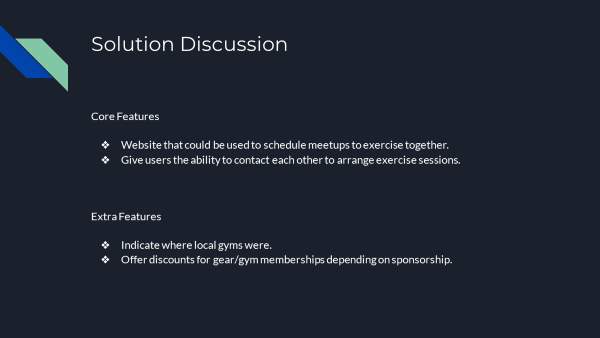 Solution Discussion
Core Features
❖ Website that could be used to schedule meetups to exercise together.
❖ Give users the ability to contact each other to arrange exercise sessions.
Extra Features
❖ Indicate where local gyms were.
❖ Offer discounts for gear/gym memberships depending on sponsorship.